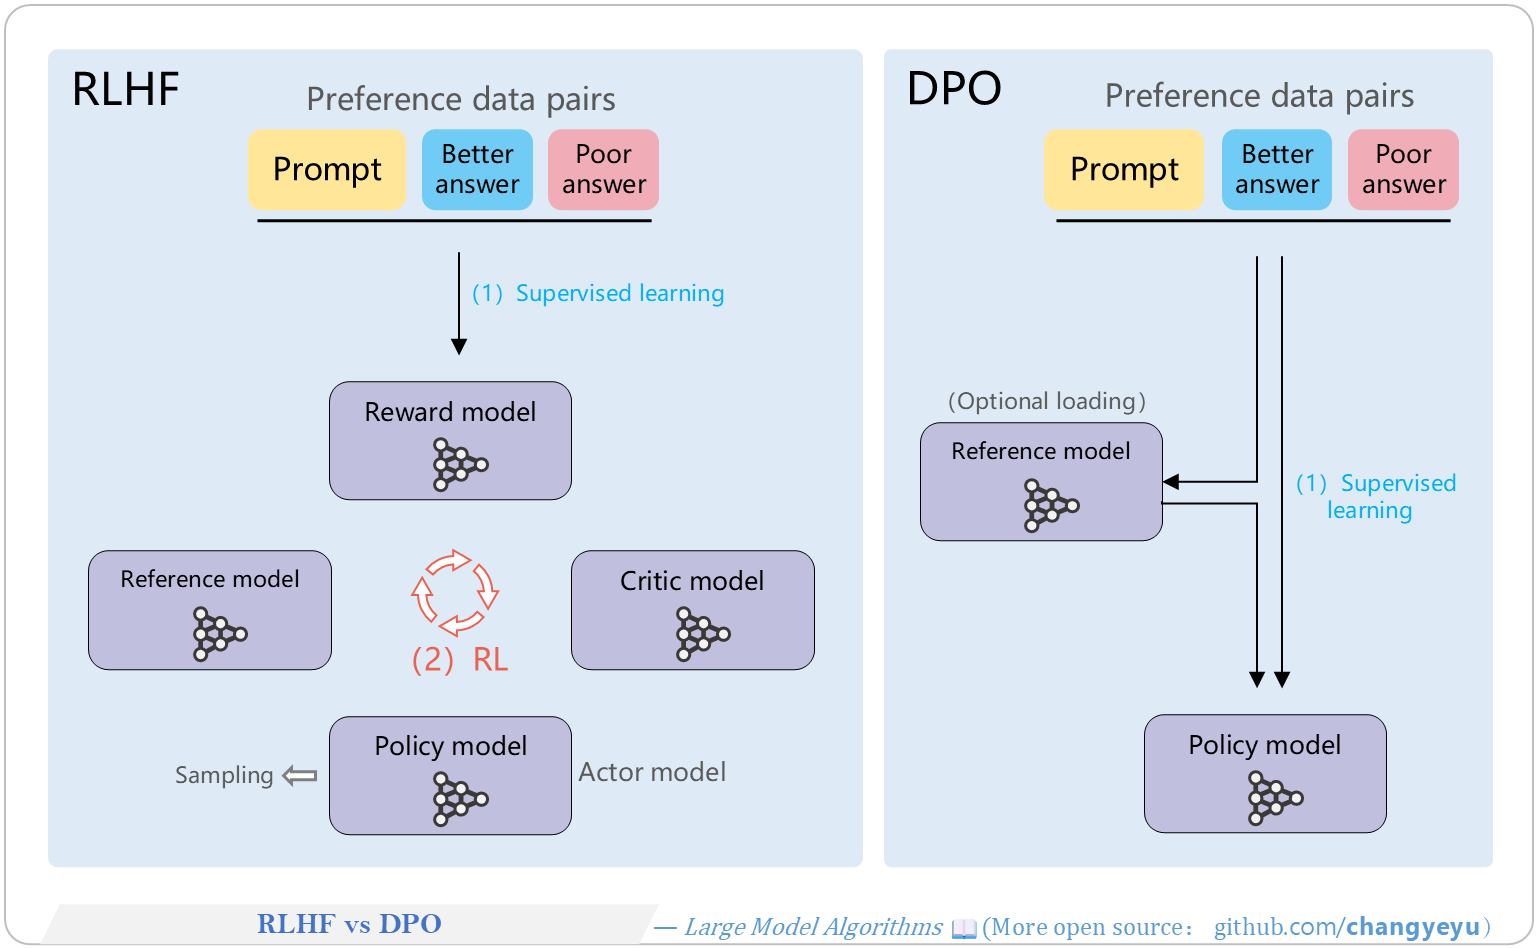 RLHF
Preference data pairs
Prompt
Better
answer
Poor
answer
(1) Supervised learning
Reward model
Reference model
Critic model
(2) RL
Policy model
Sampling
Actor model
DPO
Preference data pairs
Prompt
Better
answer
Poor
answer
(Optional loading)
Reference model
(1) Supervised
learning
Policy model
RLHF vs DPO
— Large Model Algorithms 📖 (More open source： github.com/changyeyu)